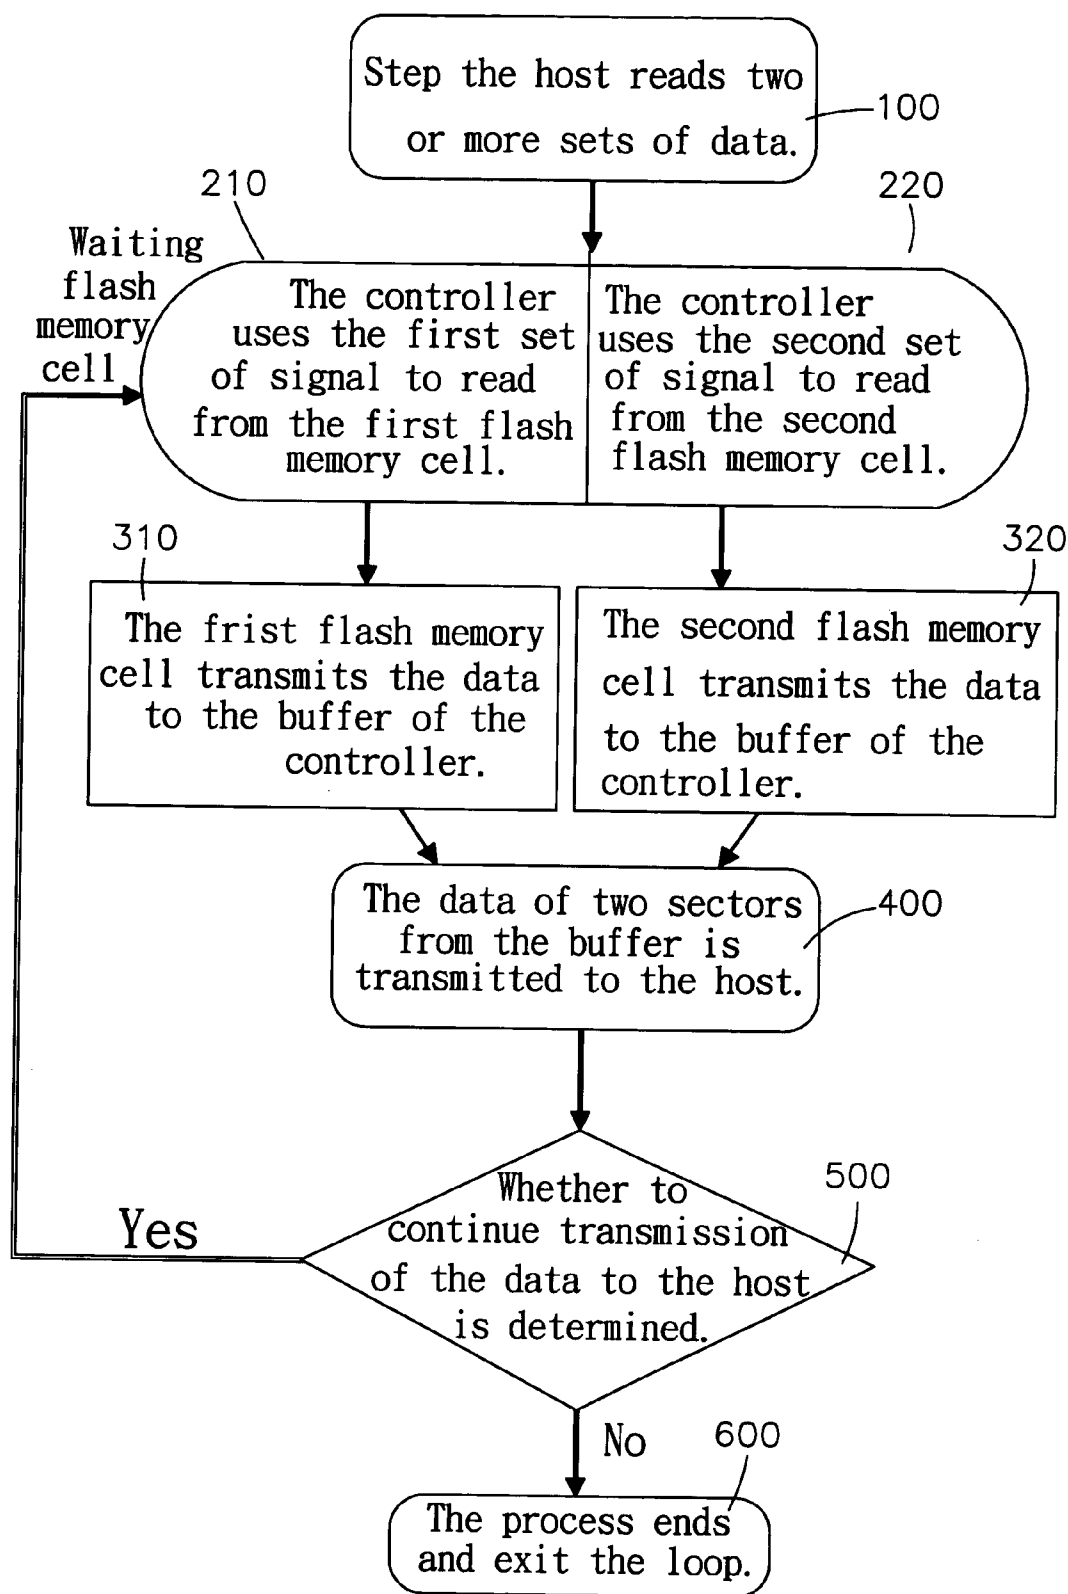 Step the host reads two
or more sets of data.
100
210
220
Waiting
flash
memory
cell
The controller
uses the first set
of signal to read
from the first flash
memory cell.
The controller
uses the second set
of signal to read
from the second
flash memory cell.
310
320
The frist flash memory
cell transmits the data
to the buffer of the
controller.
The second flash memory
cell transmits the data
to the buffer of the
controller.
The data of two sectors
from the buffer is
transmitted to the host.
400
Whether to
continue transmission
of the data to the host
is determined.
500
Yes
No
600
The process ends
and exit the loop.